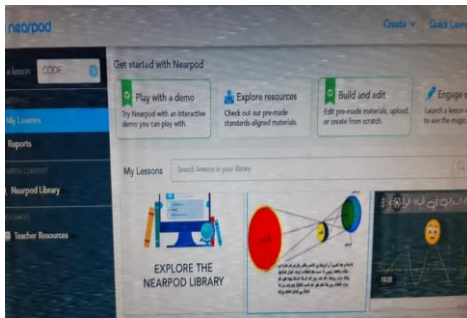 nearpod
Create
Quick Laun
a lesson
CODE
Get started with Nearpod
Play with a demo
Try Nearpod with an interactive
demo you can play with.
Explore resources
Check out our pre-made
standards-aligned materials.
Build and edit
Edit pre-made materials, upload,
or create from scratch.
Engage s
Launch a lesson
to see the magic
My Lessons
Reports
Nearpod Library
Teacher Resources
My Lessons
Search lessons in your library
EXPLORE THE
NEARPOD LIBRARY